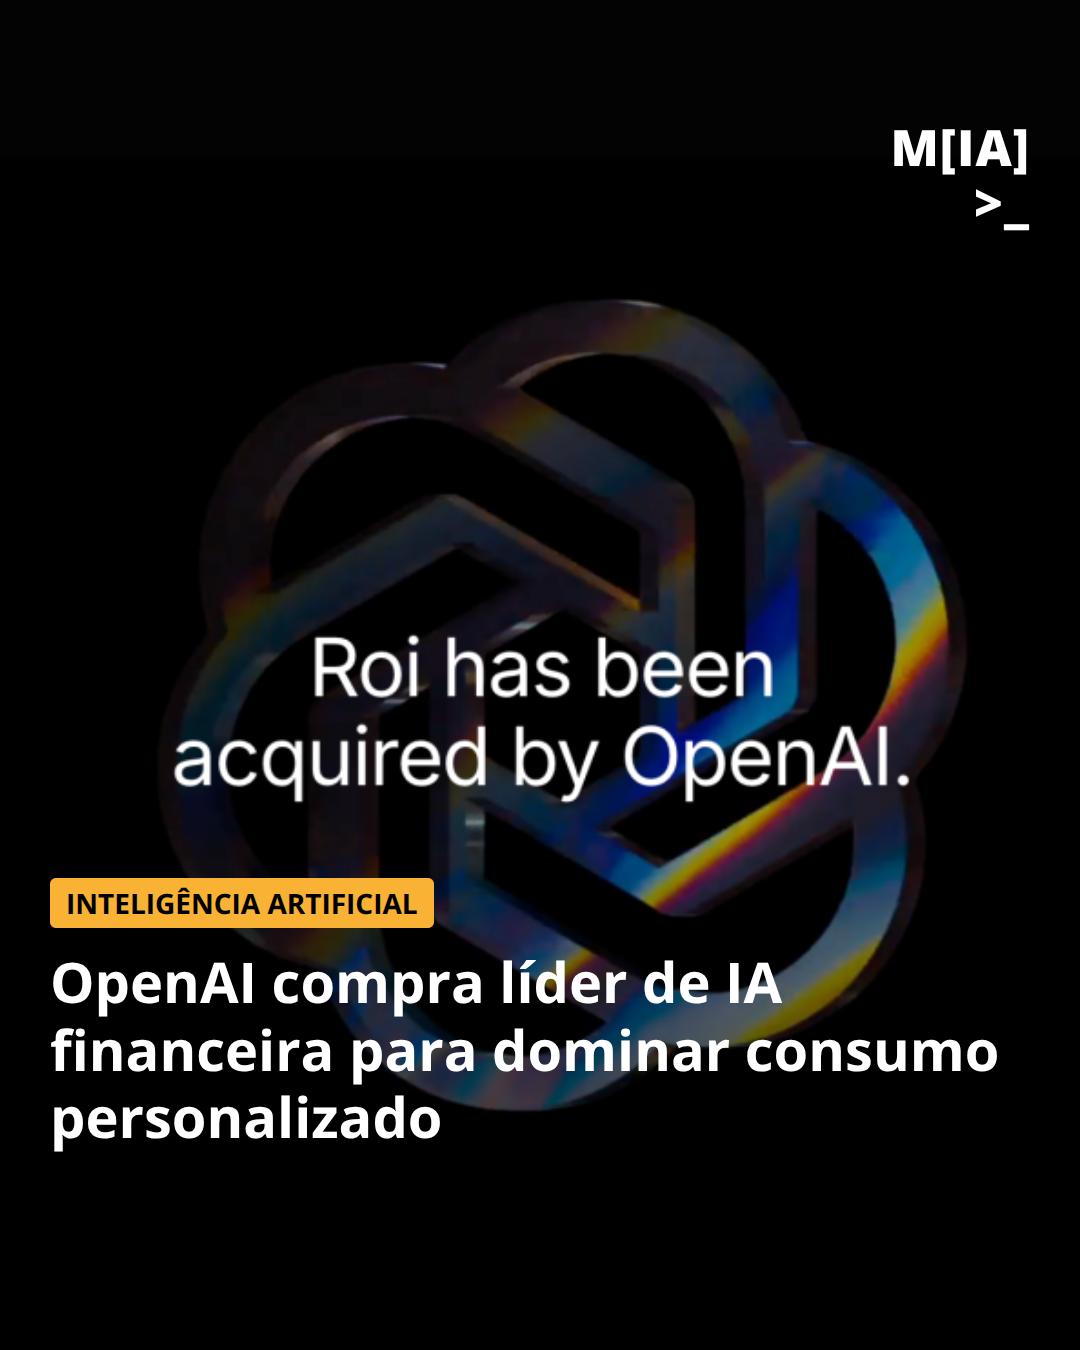 M[IA]
>_
Roi has been
acquired by OpenAI.
INTELIGÊNCIA ARTIFICIAL
OpenAI compra líder de IA
financeira para dominar consumo
personalizado